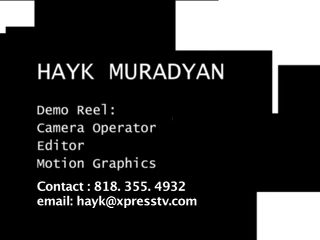 HAYK MURADYAN
Demo Reel:
Camera Operator
Editor
Motion Graphics
Contact : 818. 355. 4932
email: hayk@xpresstv.com